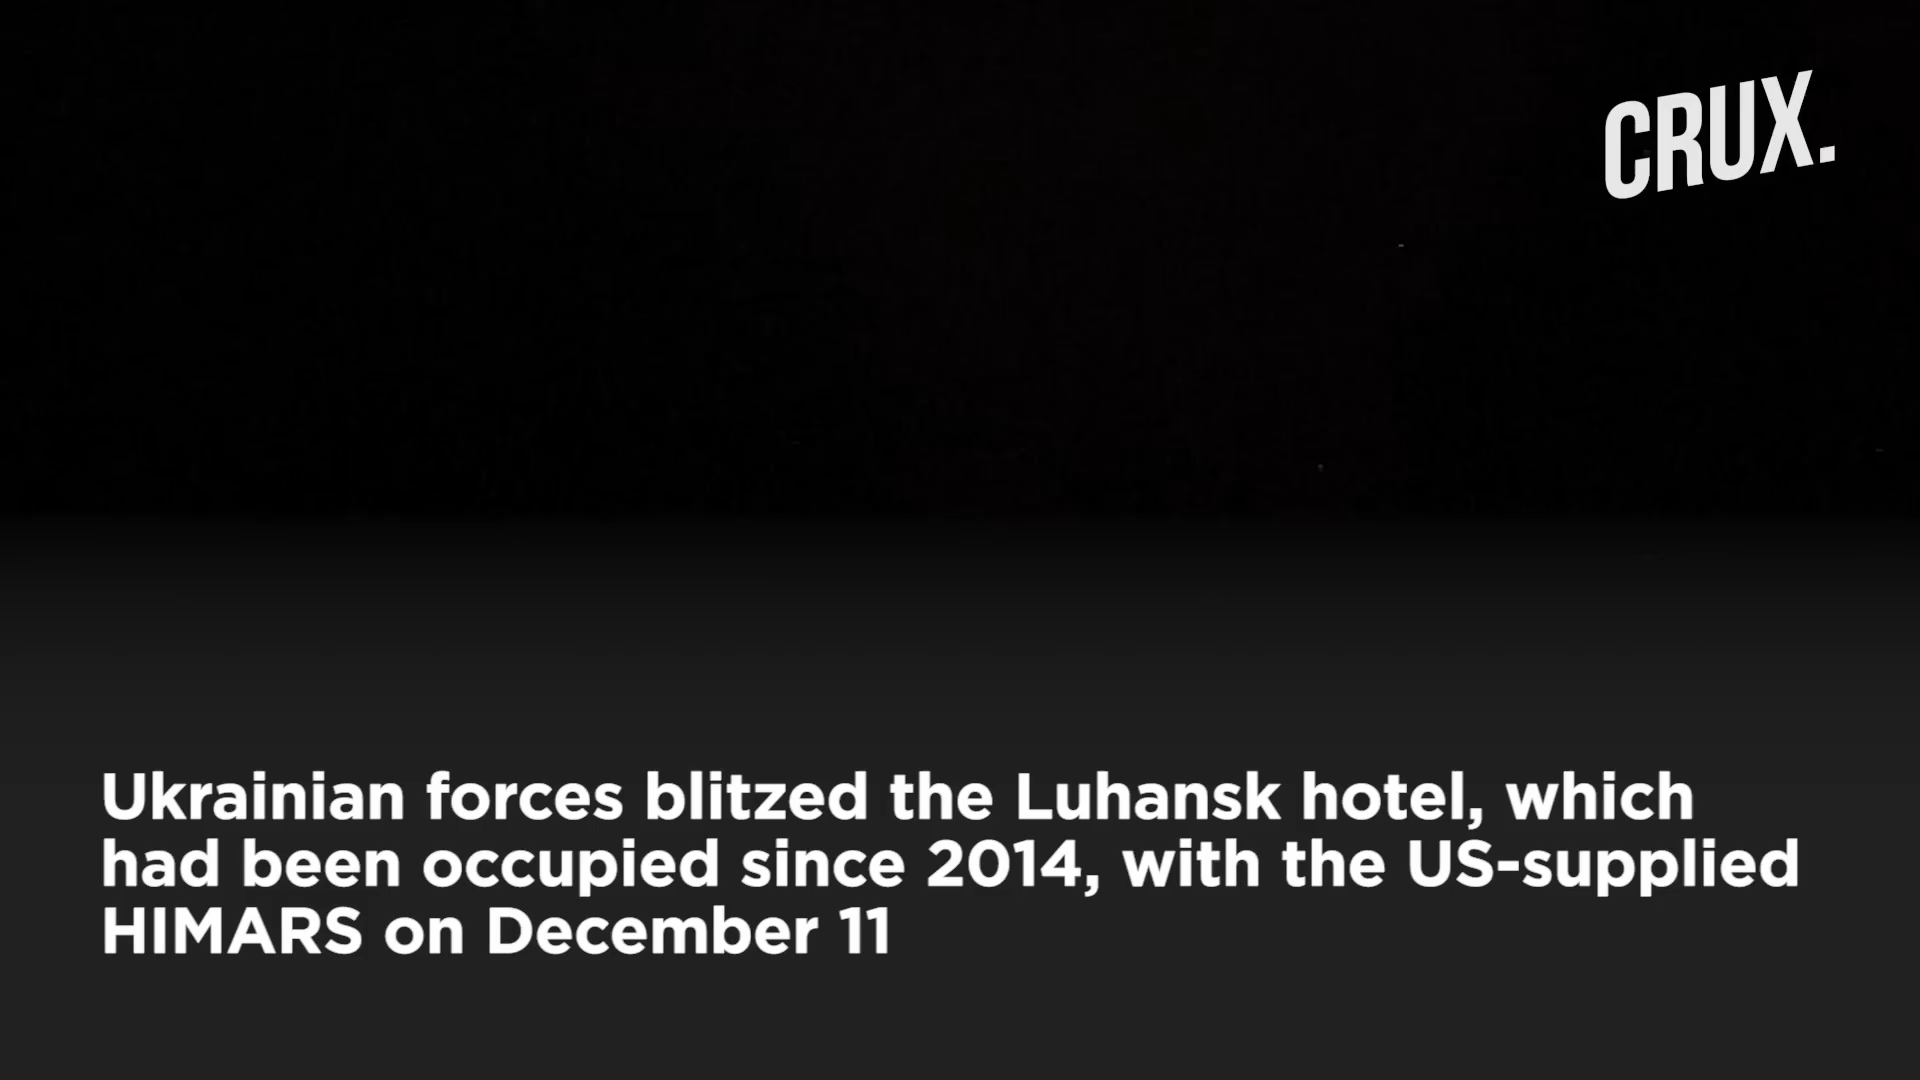 CRUX.
Ukrainian forces blitzed the Luhansk hotel, which
had been occupied since 2014, with the US-supplied
HIMARS on December 11